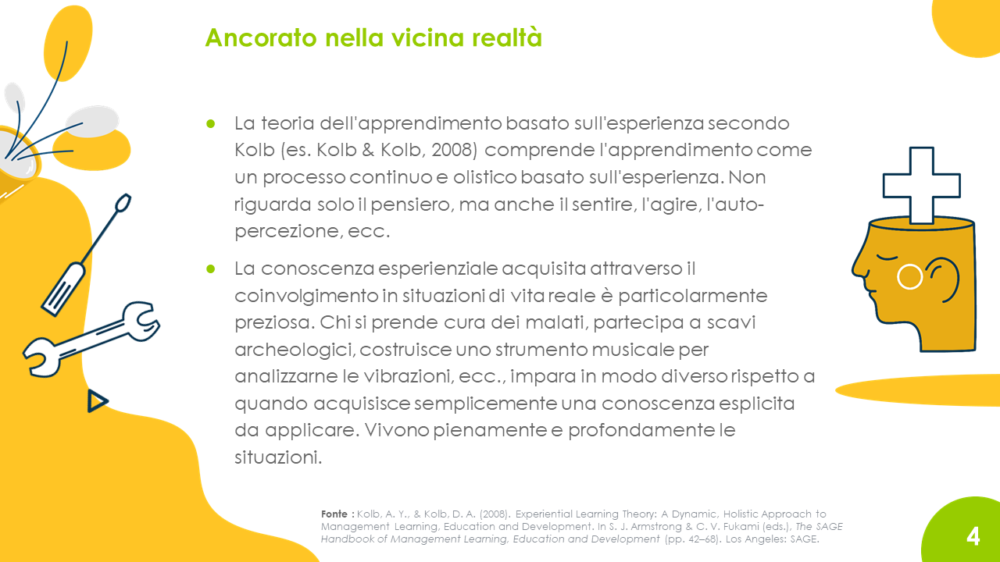 Ancorato nella vicina realtà
● La teoria dell'apprendimento basato sull'esperienza secondo
Kolb (es. Kolb & Kolb, 2008) comprende l'apprendimento come
un processo continuo e olistico basato sull'esperienza. Non
riguarda solo il pensiero, ma anche il sentire, l'agire, l'auto-
percezione, ecc.
● La conoscenza esperienziale acquisita attraverso il
coinvolgimento in situazioni di vita reale è particolarmente
preziosa. Chi si prende cura dei malati, partecipa a scavi
archeologici, costruisce uno strumento musicale per
analizzarne le vibrazioni, ecc., impara in modo diverso rispetto a
quando acquisisce semplicemente una conoscenza esplicita
da applicare. Vivono pienamente e profondamente le
situazioni.
Fonte : Kolb, A. Y., & Kolb, D. A. (2008). Experiential Learning Theory: A Dynamic, Holistic Approach to
Management Learning, Education and Development. In S. J. Armstrong & C. V. Fukami (eds.), The SAGE
Handbook of Management Learning, Education and Development (pp. 42–68). Los Angeles: SAGE.
4